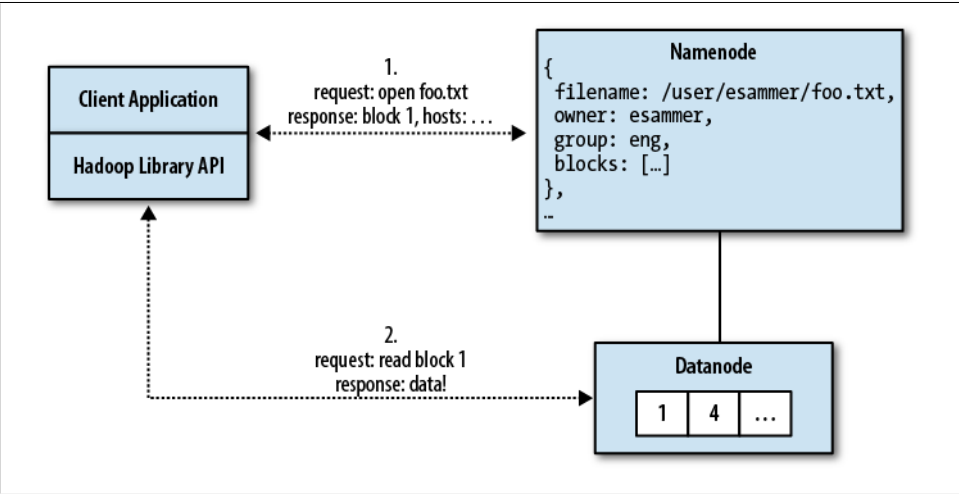 Client Application
Hadoop Library API
1.
request: open foo.txt
response: block 1, hosts: . . .
Namenode
{
filename: /user/esammer/foo.txt,
owner: esammer,
group: eng,
blocks: […]
},
…
2.
request: read block 1
response: data!
Datanode
1 4 …